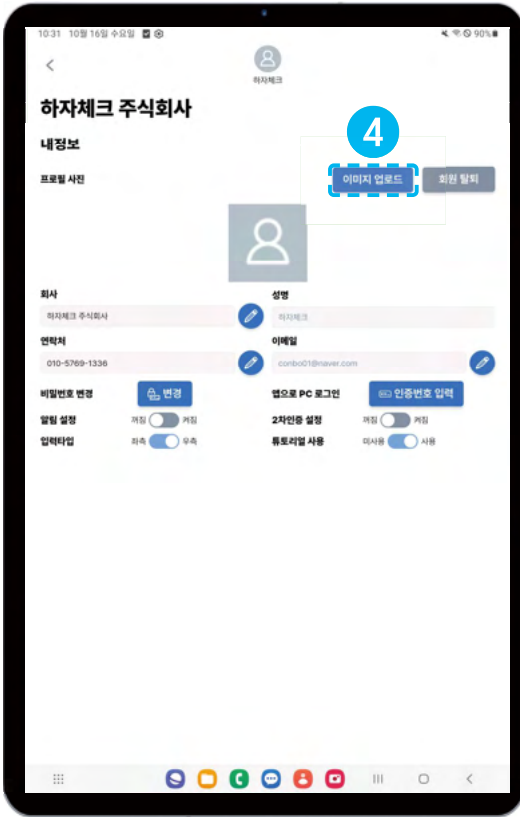 10:31 10월 16일 수요일 90%
하자체크
하자체크 주식회사
내정보
4
프로필 사진 이미지 업로드 회원 탈퇴
회사 성명
하자체크 주식회사 하자체크
연락처 이메일
010-5769-1336 conbo01@naver.com
비밀번호 변경 변경 앱으로 PC 로그인 인증번호 입력
알림 설정 꺼짐 켜짐 2차인증 설정 꺼짐 켜짐
입력타입 좌측 우측 튜토리얼 사용 미사용 사용